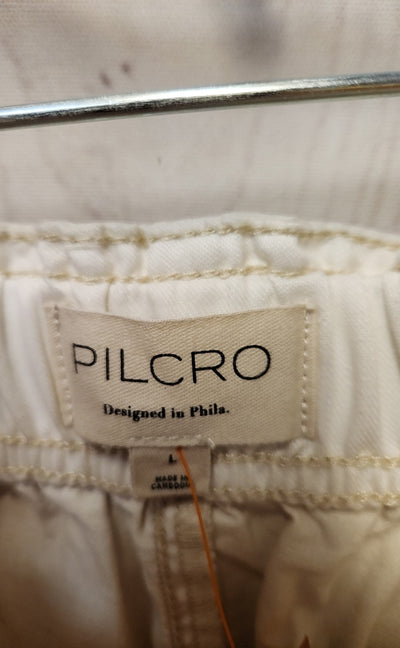 PILCRO
Designed in Phila.
L
MADE IN
CAMBODIA